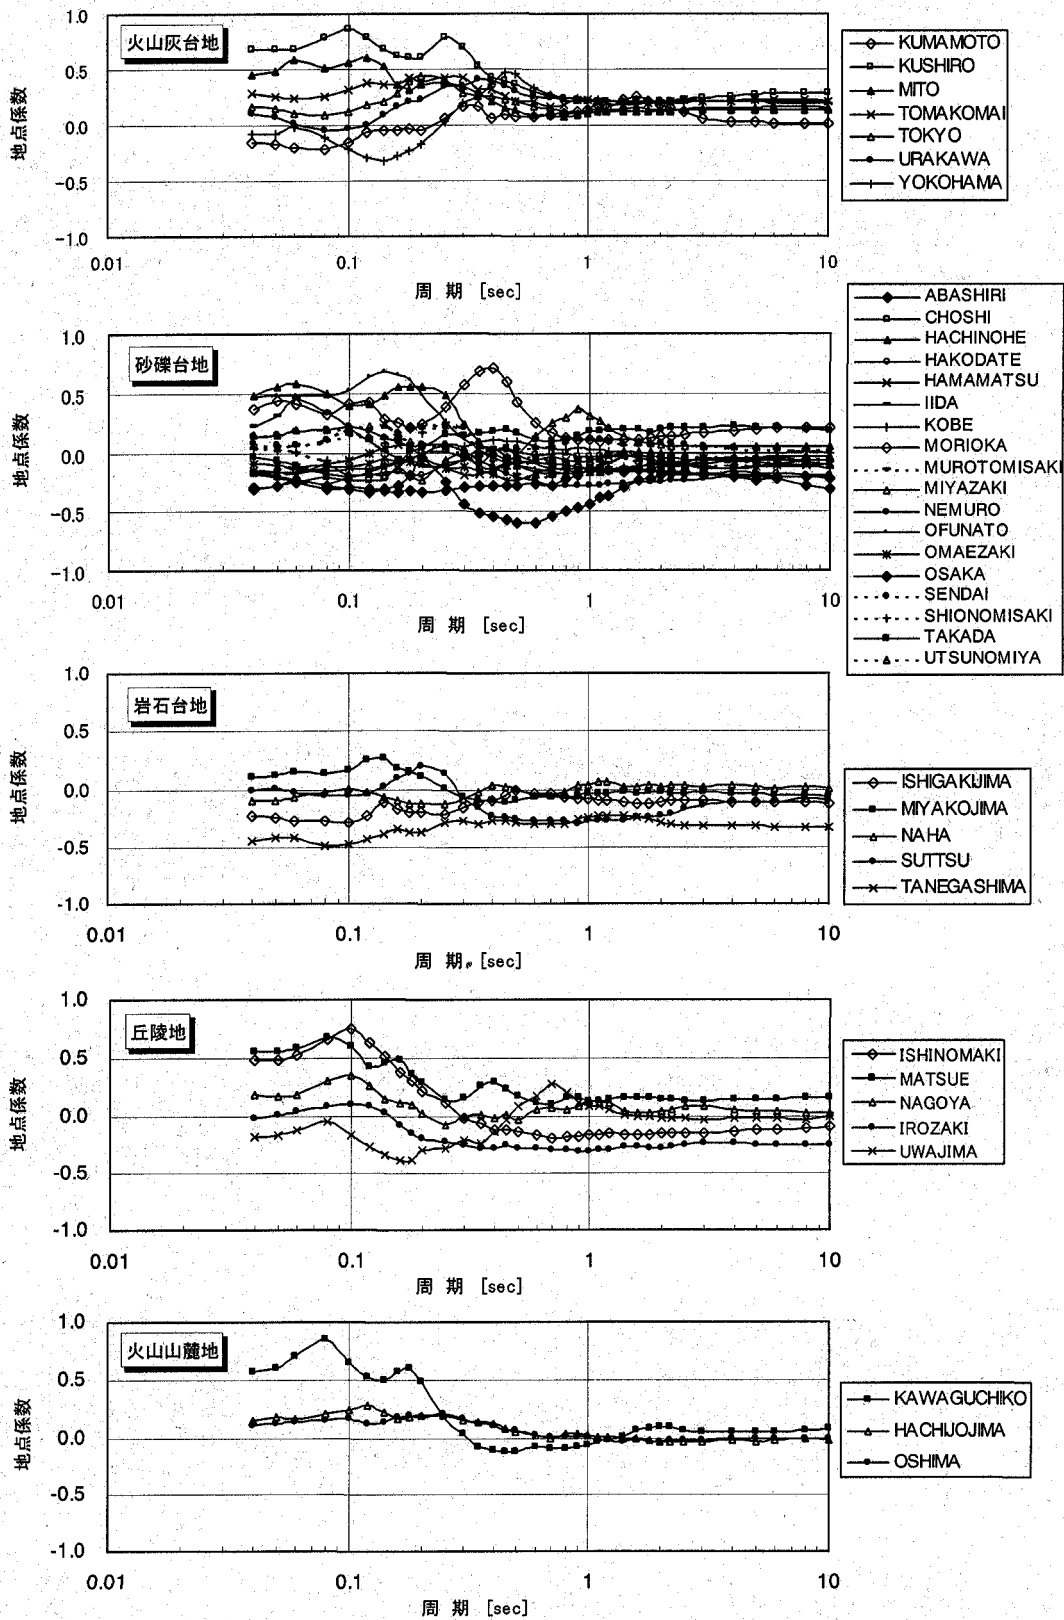 火山灰台地
地点係数
1.0
0.5
0.0
−0.5
−1.0
0.01
0.1
1
10
周 期 [sec]
KUMAMOTO
KUSHIRO
MITO
TOMAKOMAI
TOKYO
URAKAWA
YOKOHAMA
砂礫台地
地点係数
1.0
0.5
0.0
−0.5
−1.0
0.01
0.1
1
10
周 期 [sec]
ABASHIRI
CHOSHI
HACHINOHE
HAKODATE
HAMAMATSU
IIDA
KOBE
MORIOKA
MUROTOMISAKI
MIYAZAKI
NEMURO
OFUNATO
OMAEZAKI
OSAKA
SENDAI
SHIONOMISAKI
TAKADA
UTSUNOMIYA
岩石台地
地点係数
1.0
0.5
0.0
-0.5
-1.0
0.01
0.1
1
10
周 期 [sec]
ISHIGAKIJIMA
MIYAKOJIMA
NAHA
SUTTSU
TANEGASHIMA
丘陵地
地点係数
1.0
0.5
0.0
-0.5
-1.0
0.01
0.1
1
10
周 期 [sec]
ISHINOMAKI
MATSUE
NAGOYA
IROZAKI
UWAJIMA
火山山麓地
地点係数
1.0
0.5
0.0
-0.5
-1.0
0.01
0.1
1
10
周 期 [sec]
KAWAGUCHIKO
HACHIJOJIMA
OSHIMA